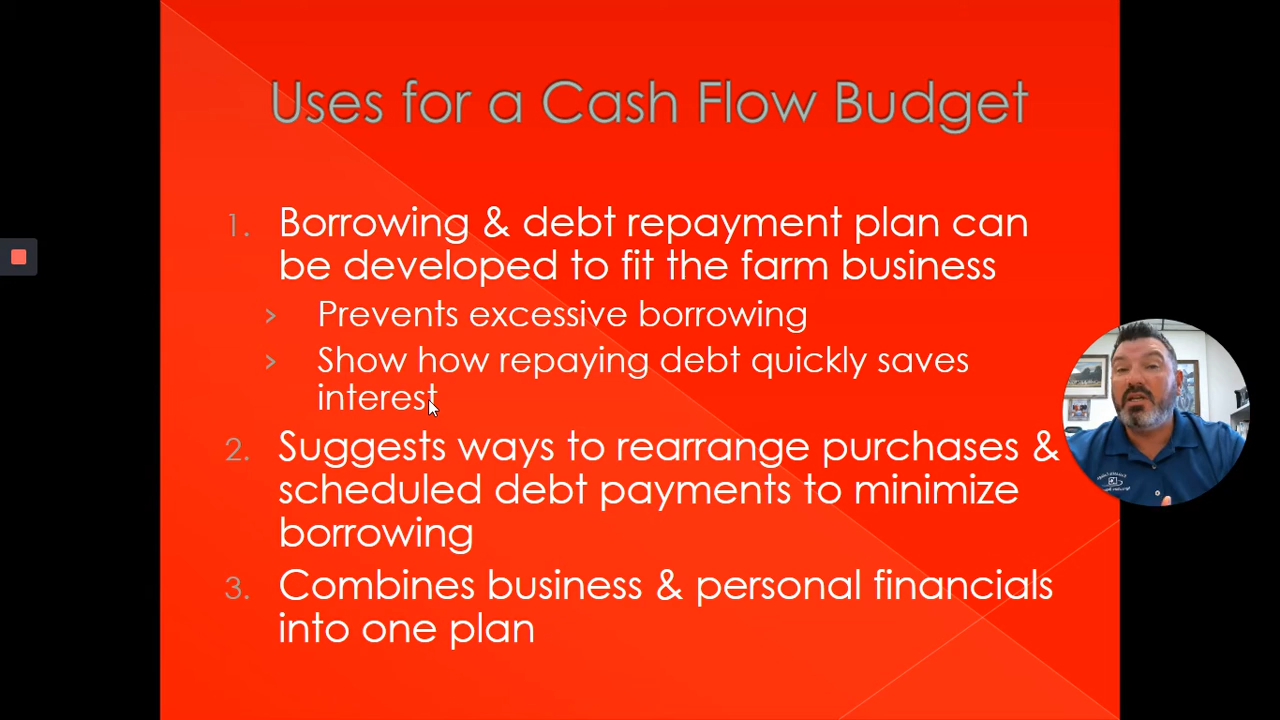 Uses for a Cash Flow Budget
1. Borrowing & debt repayment plan can
be developed to fit the farm business
› Prevents excessive borrowing
› Show how repaying debt quickly saves
interest
2. Suggests ways to rearrange purchases &
scheduled debt payments to minimize
borrowing
3. Combines business & personal financials
into one plan